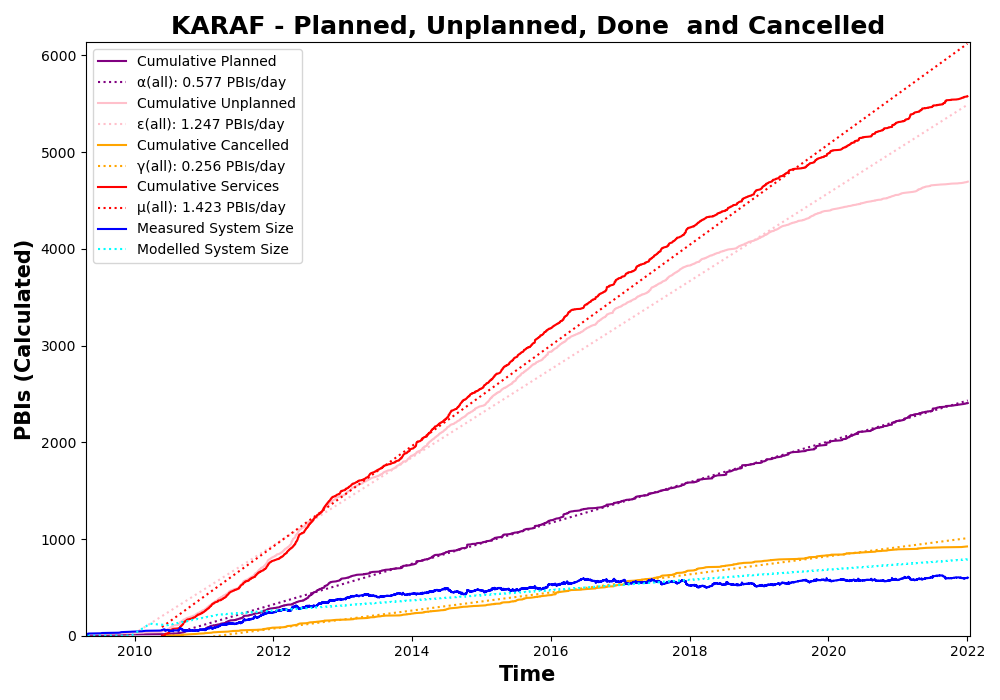 KARAF - Planned, Unplanned, Done  and Cancelled
Cumulative Planned
α(all): 0.577 PBIs/day
Cumulative Unplanned
ε(all): 1.247 PBIs/day
Cumulative Cancelled
γ(all): 0.256 PBIs/day
Cumulative Services
μ(all): 1.423 PBIs/day
Measured System Size
Modelled System Size
PBIs (Calculated)
6000
5000
4000
3000
2000
1000
0
2010 2012 2014 2016 2018 2020 2022
Time